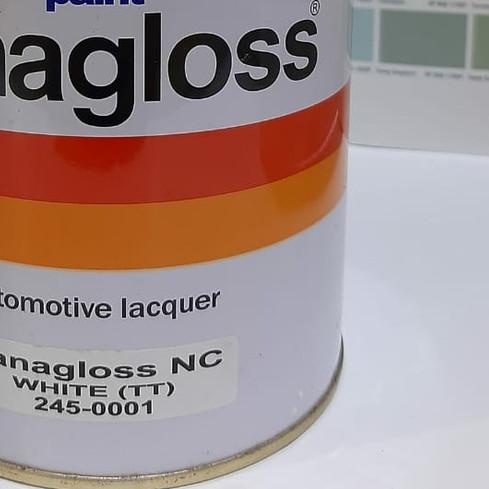 paint
nagloss®
tomotive lacquer
anagloss NC
WHITE (TT)
245-0001